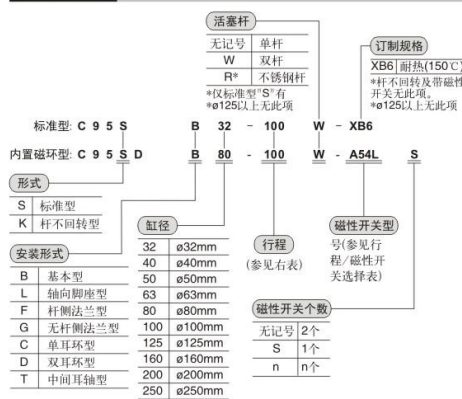 活塞杆
无记号 单杆
W 双杆
R* 不锈钢杆
*仅标准型"S"有
*ø125以上无此项
订制规格
XB6 耐热(150℃)
*杆不回转及带磁性
开关无此项。
*ø125以上无此项
标准型: C 9 5 S B 32 - 100 W - XB6
内置磁环型: C 9 5 S D B 80 - 100 W - A54L S
形式
S 标准型
K 杆不回转型
安装形式
B 基本型
L 轴向脚座型
F 杆侧法兰型
G 无杆侧法兰型
C 单耳环型
D 双耳环型
T 中间耳轴型
缸径
32 ø32mm
40 ø40mm
50 ø50mm
63 ø63mm
80 ø80mm
100 ø100mm
125 ø125mm
160 ø160mm
200 ø200mm
250 ø250mm
行程
(参见右表)
磁性开关型
号(参见行
程/磁性开
关选择表)
磁性开关个数
无记号 2个
S 1个
n n个